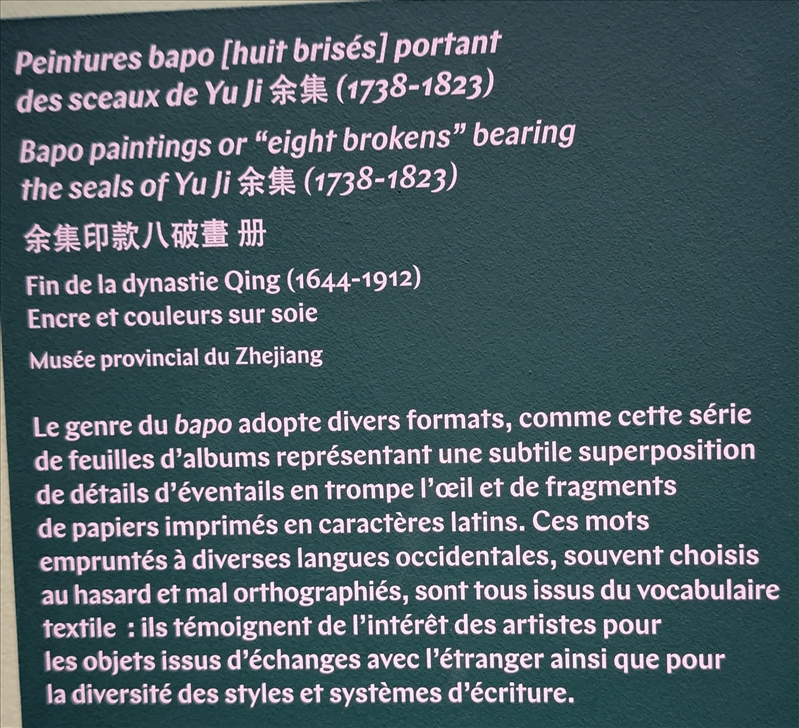 Peintures bapo [huit brisés] portant
des sceaux de Yu Ji 余集 (1738-1823)
Bapo paintings or “eight brokens” bearing
the seals of Yu Ji 余集 (1738-1823)
余集印款八破畫 册
Fin de la dynastie Qing (1644-1912)
Encre et couleurs sur soie
Musée provincial du Zhejiang
Le genre du bapo adopte divers formats, comme cette série
de feuilles d’albums représentant une subtile superposition
de détails d’éventails en trompe l’œil et de fragments
de papiers imprimés en caractères latins. Ces mots
empruntés à diverses langues occidentales, souvent choisis
au hasard et mal orthographiés, sont tous issus du vocabulaire
textile : ils témoignent de l’intérêt des artistes pour
les objets issus d’échanges avec l’étranger ainsi que pour
la diversité des styles et systèmes d’écriture.